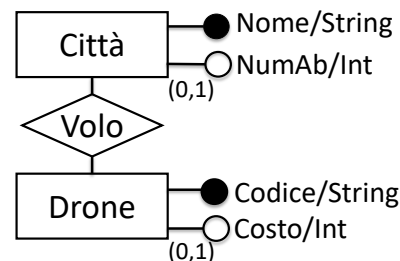 Città
Nome/String
NumAb/Int
(0,1)
Volo
Drone
Codice/String
Costo/Int
(0,1)